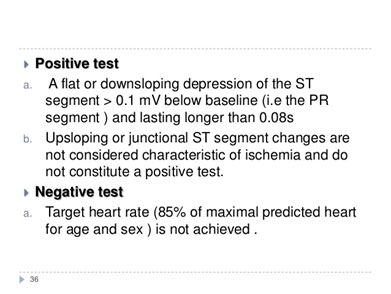 Positive test
a. A flat or downsloping depression of the ST
segment > 0.1 mV below baseline (i.e the PR
segment ) and lasting longer than 0.08s
b. Upsloping or junctional ST segment changes are
not considered characteristic of ischemia and do
not constitute a positive test.
Negative test
a. Target heart rate (85% of maximal predicted heart
for age and sex ) is not achieved .
36